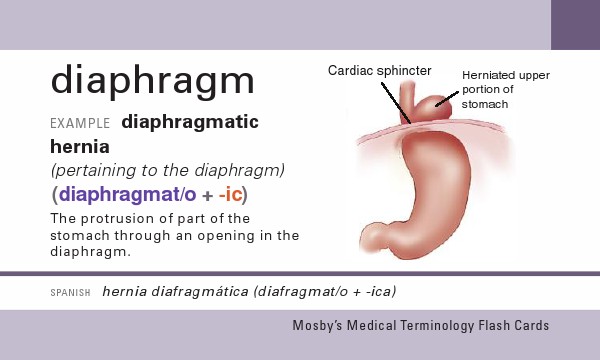 diaphragm
EXAMPLE diaphragmatic
hernia
(pertaining to the diaphragm)
(diaphragmat/o + -ic)
The protrusion of part of the
stomach through an opening in the
diaphragm.
Cardiac sphincter
Herniated upper
portion of
stomach
SPANISH hernia diafragmática (diafragmat/o + -ica)
Mosby's Medical Terminology Flash Cards